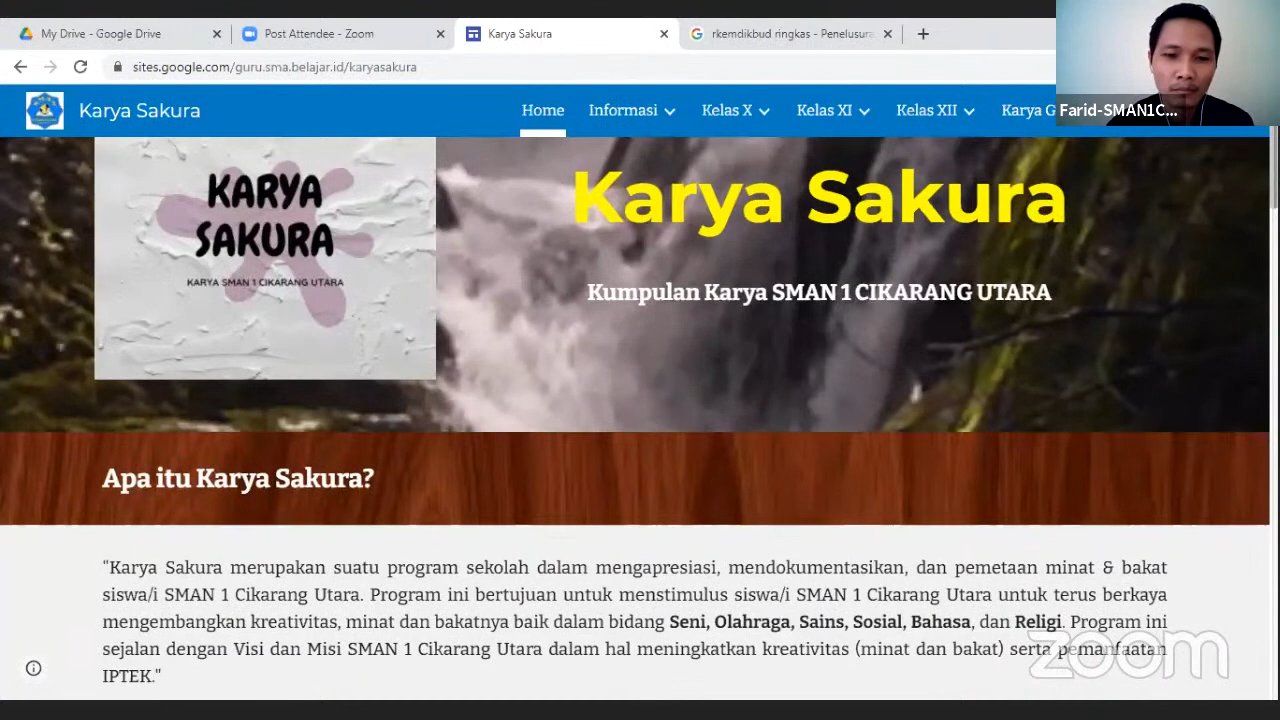 My Drive - Google Drive
Post Attendee - Zoom
Karya Sakura
rkemdikbud ringkas - Penelusura
sites.google.com/guru.sma.belajar.id/karyasakura
Karya Sakura
Home
Informasi
Kelas X
Kelas XI
Kelas XII
Karya G
Farid-SMAN1C...
KARYA
SAKURA
KARYA SMAN 1 CIKARANG UTARA
Karya Sakura
Kumpulan Karya SMAN 1 CIKARANG UTARA
Apa itu Karya Sakura?
"Karya Sakura merupakan suatu program sekolah dalam mengapresiasi, mendokumentasikan, dan pemetaan minat & bakat
siswa/i SMAN 1 Cikarang Utara. Program ini bertujuan untuk menstimulus siswa/i SMAN 1 Cikarang Utara untuk terus berkaya
mengembangkan kreativitas, minat dan bakatnya baik dalam bidang Seni, Olahraga, Sains, Sosial, Bahasa, dan Religi. Program ini
sejalan dengan Visi dan Misi SMAN 1 Cikarang Utara dalam hal meningkatkan kreativitas (minat dan bakat) serta pemanfaatan
IPTEK."
zoom